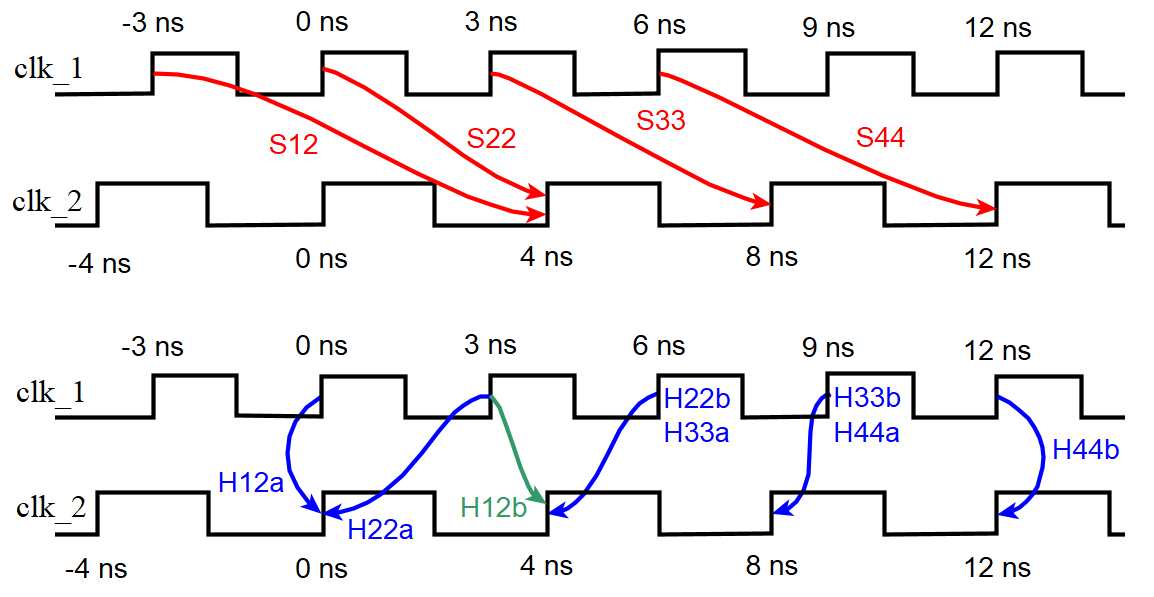 -3 ns 0 ns 3 ns 6 ns 9 ns 12 ns
clk_1
S12 S22 S33 S44
clk_2
-4 ns 0 ns 4 ns 8 ns 12 ns
-3 ns 0 ns 3 ns 6 ns 9 ns 12 ns
clk_1
H22b H33b
H33a H44a
H44b
H12a
clk_2
H12b
H22a
-4 ns 0 ns 4 ns 8 ns 12 ns